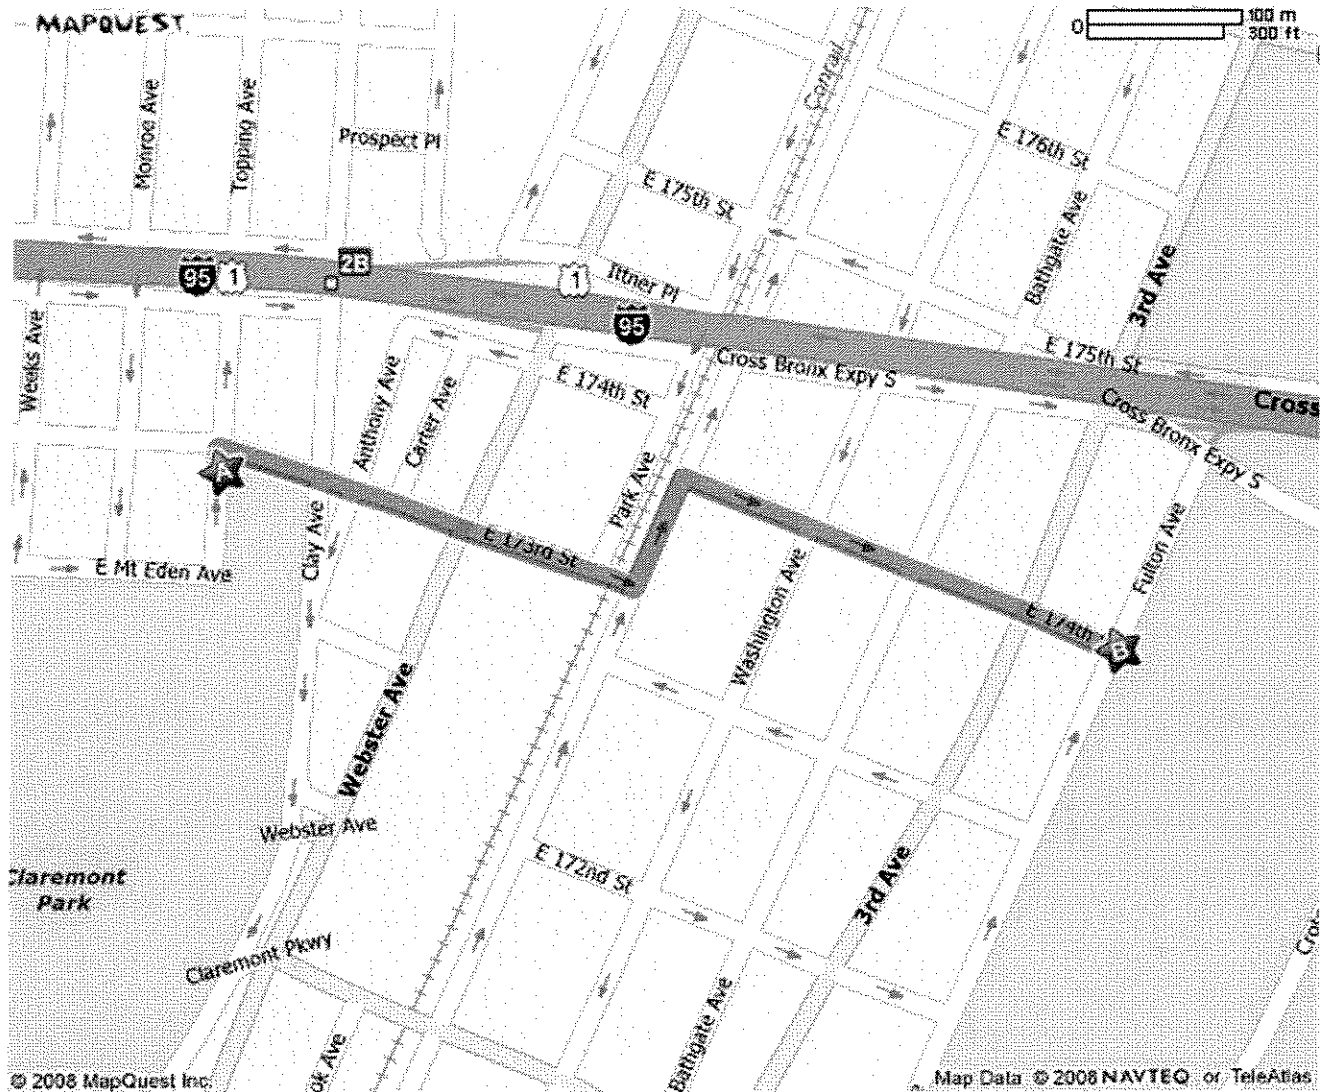 MAPQUEST.
0
100 m
300 ft
Monroe Ave
Topping Ave
Prospect Pl
Conrail
E 176th St
E 175th St
Bathgate Ave
3rd Ave
2B
95
1
Ittner Pl
1
95
E 175th St
Cross Bronx Expy S
Cross
Cross Bronx Expy S
Weeks Ave
Anthony Ave
Carter Ave
E 174th St
Park Ave
A
E 173rd St
Clay Ave
E Mt Eden Ave
Washington Ave
Fulton Ave
E 174th
B
Webster Ave
Webster Ave
Claremont
Park
E 172nd St
3rd Ave
Claremont Pkwy
Bathgate Ave
ok Ave
Crot
© 2008 MapQuest Inc.
Map Data © 2008 NAVTEQ or TeleAtlas